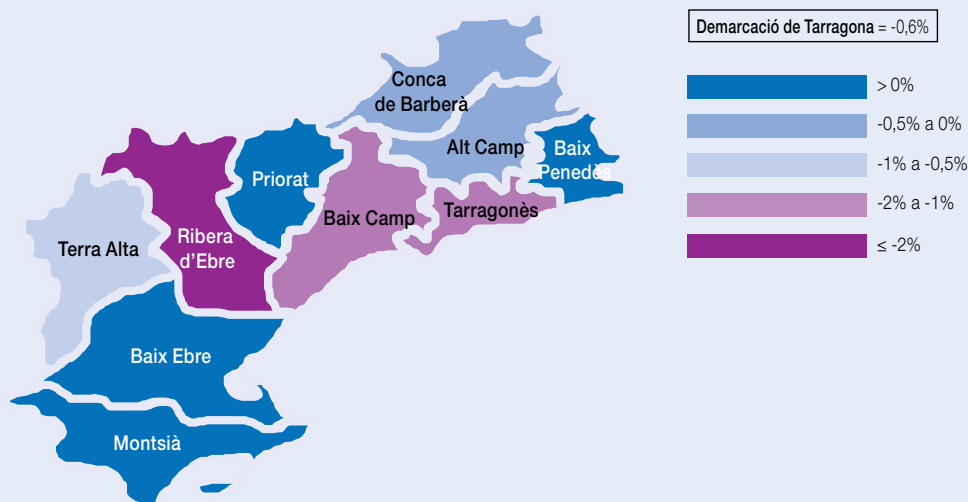 Demarcació de Tarragona = -0,6%
> 0%
-0,5% a 0%
-1% a -0,5%
-2% a -1%
≤ -2%
Conca
de Barberà
Alt Camp
Baix
Penedès
Priorat
Baix Camp
Tarragonès
Terra Alta
Ribera
d'Ebre
Baix Ebre
Montsià